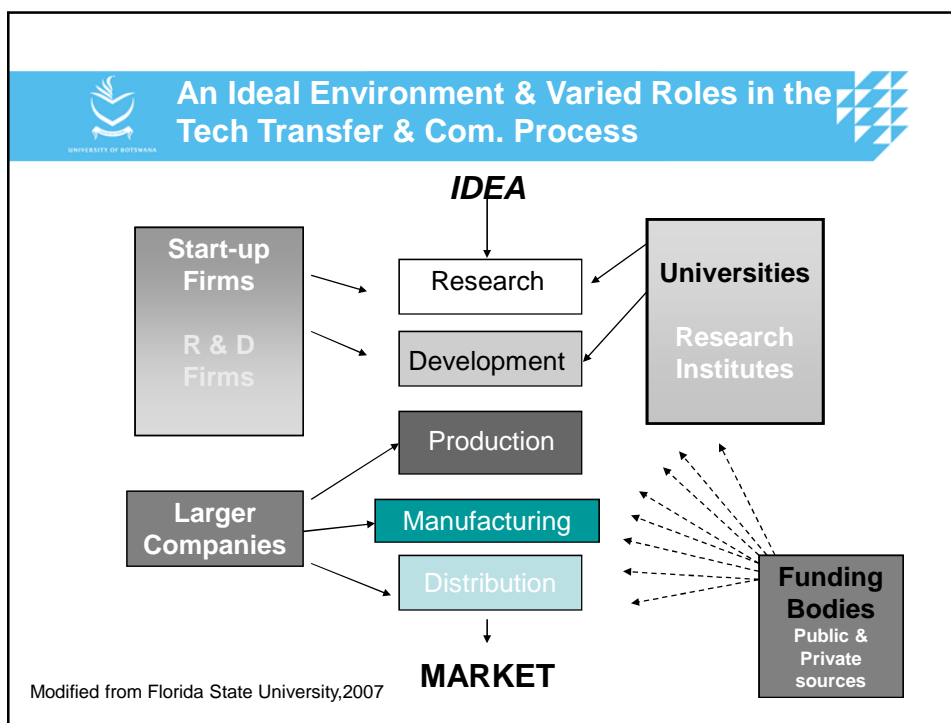 An Ideal Environment & Varied Roles in the
Tech Transfer & Com. Process
UNIVERSITY OF BOTSWANA
IDEA
Start-up
Firms
R & D
Firms
Research
Development
Production
Manufacturing
Distribution
Universities
Research
Institutes
Larger
Companies
Funding
Bodies
Public &
Private
sources
MARKET
Modified from Florida State University,2007